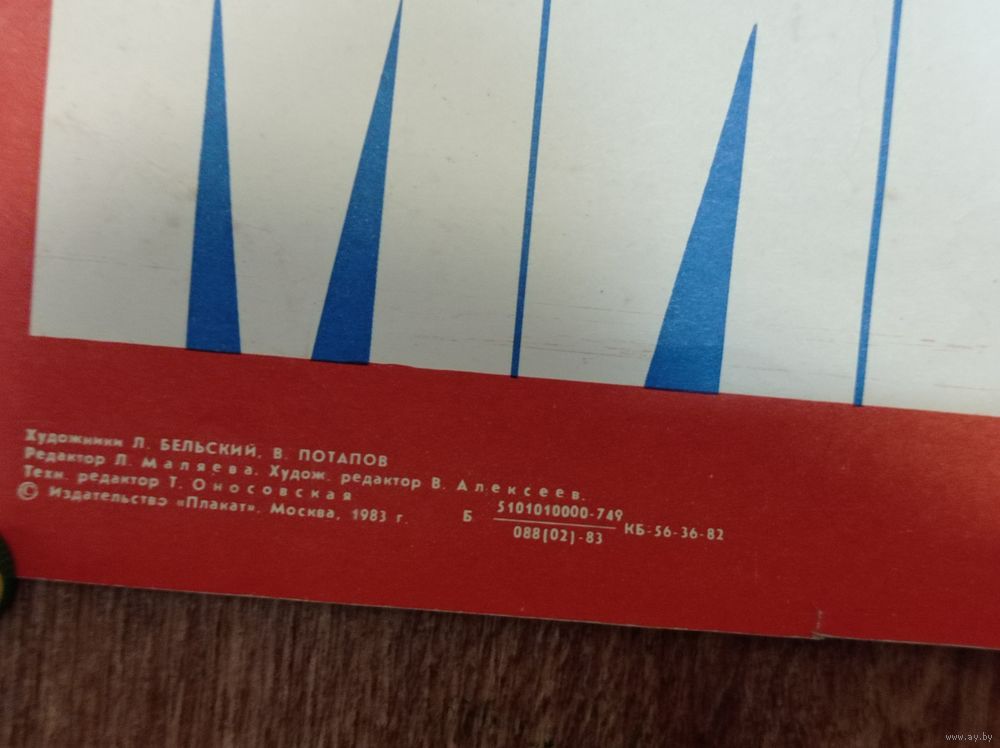 Художники Л. БЕЛЬСКИЙ, В. ПОТАПОВ
Редактор Л. Маляева. Худож. редактор В. Алексеев.
Техн. редактор Т. Оносовская
© Издательство «Плакат». Москва, 1983 г.
Б 5101010000-749
088(02)-83
КБ-56-36-82
www.ay.by